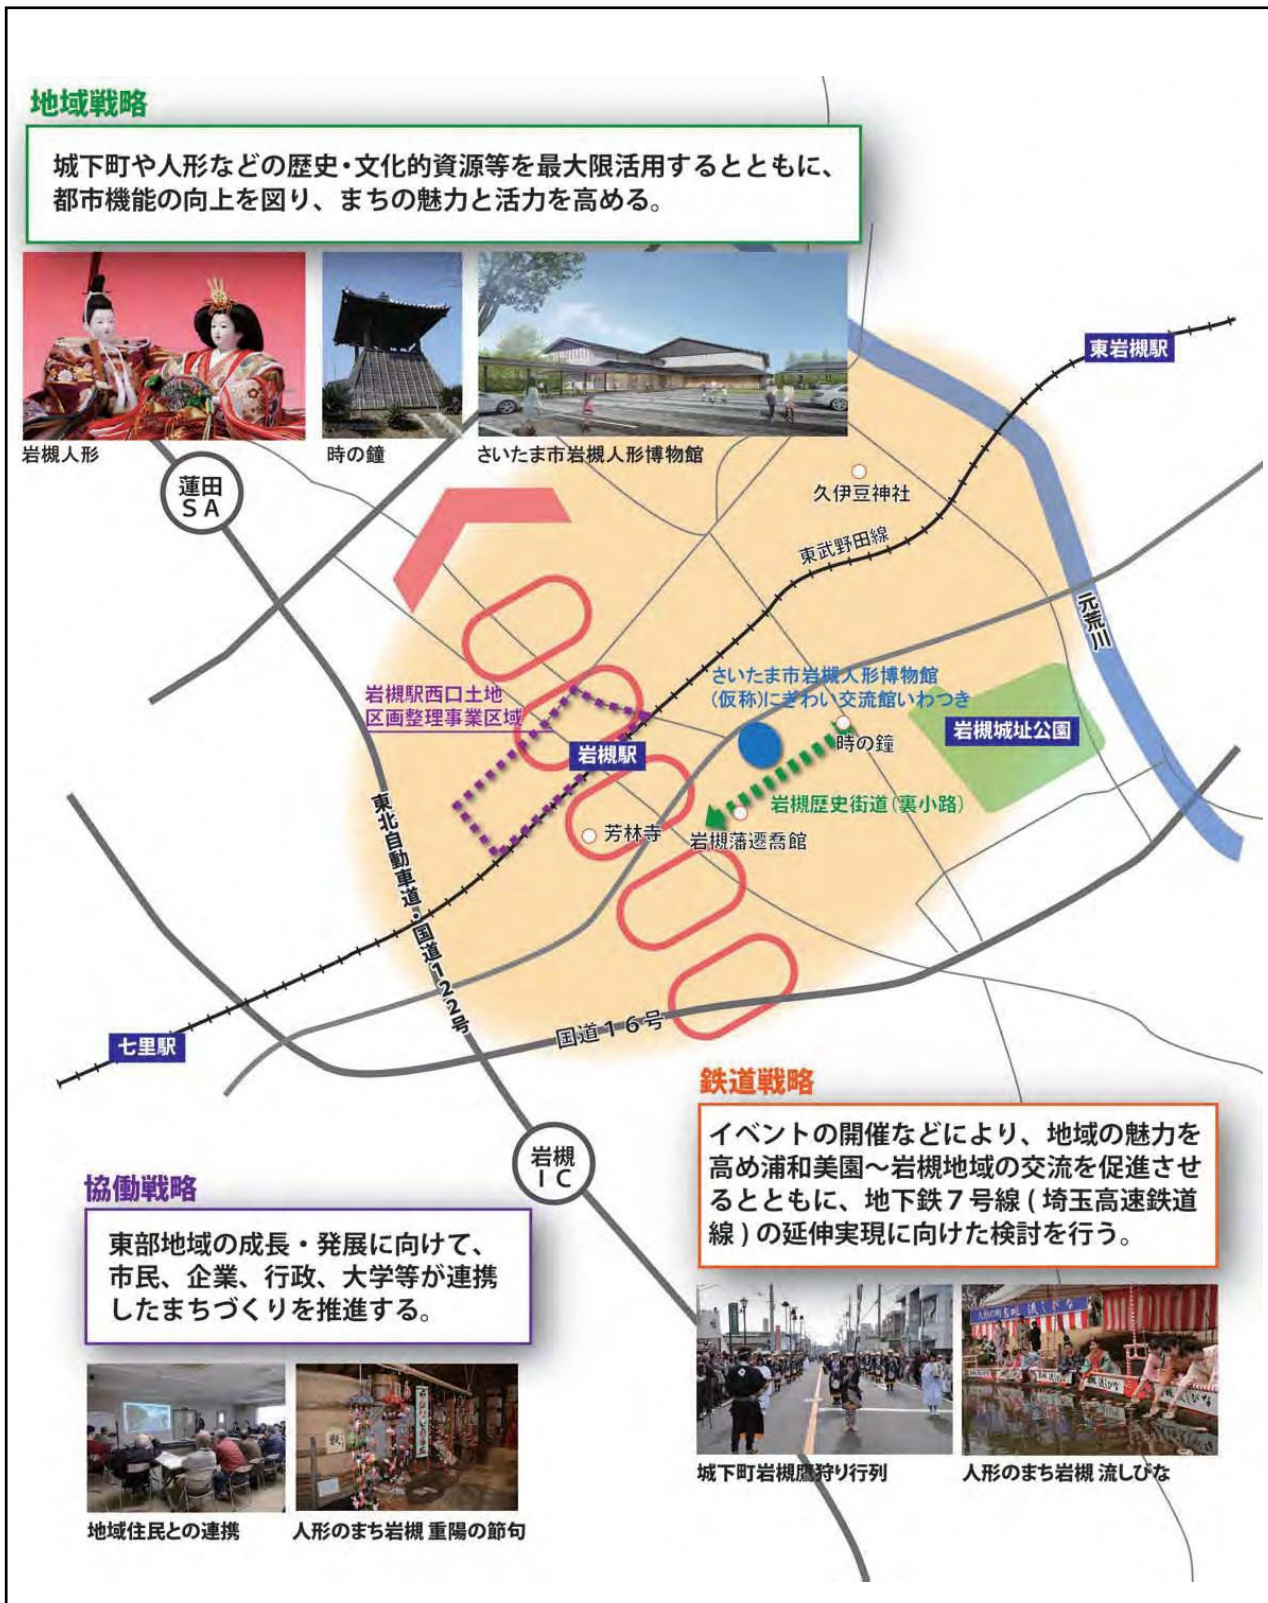 地域戦略
城下町や人形などの歴史・文化的資源等を最大限活用するとともに、
都市機能の向上を図り、まちの魅力と活力を高める。
岩槻人形
時の鐘
さいたま市岩槻人形博物館
蓮田
ＳＡ
東岩槻駅
久伊豆神社
東武野田線
元荒川
岩槻駅西口土地
区画整理事業区域
さいたま市岩槻人形博物館
(仮称)にぎわい交流館いわつき
岩槻駅
時の鐘
岩槻城址公園
岩槻歴史街道(裏小路)
芳林寺
岩槻藩遷喬館
東北自動車道・国道１２２号
国道１６号
七里駅
岩槻
ＩＣ
鉄道戦略
イベントの開催などにより、地域の魅力を
高め浦和美園～岩槻地域の交流を促進させ
るとともに、地下鉄７号線 ( 埼玉高速鉄道
線 ) の延伸実現に向けた検討を行う。
城下町岩槻鷹狩り行列
人形のまち岩槻 流しびな
協働戦略
東部地域の成長・発展に向けて、
市民、企業、行政、大学等が連携
したまちづくりを推進する。
地域住民との連携
人形のまち岩槻 重陽の節句